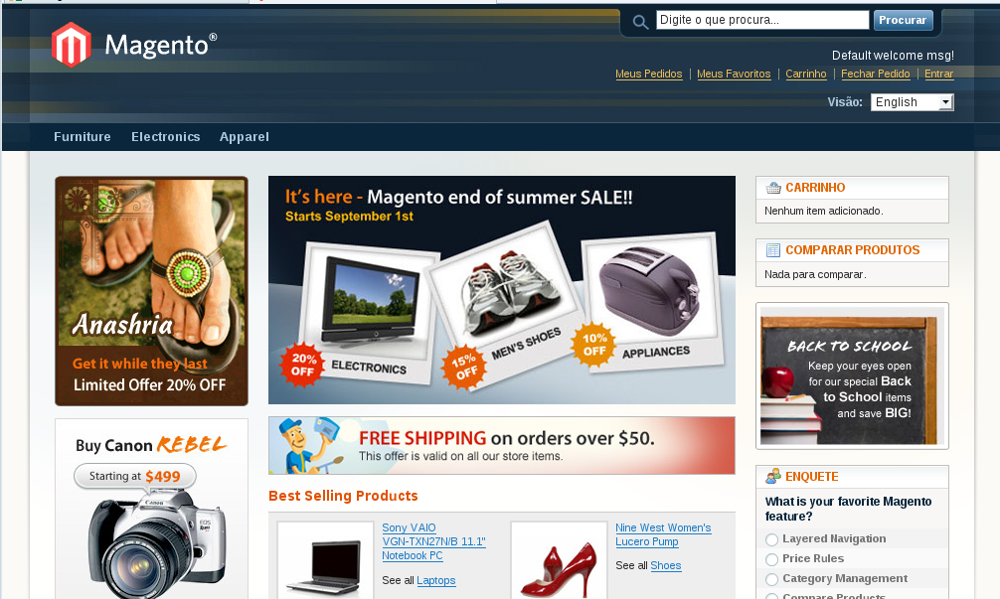 Magento®
Digite o que procura...
Procurar
Default welcome msg!
Meus Pedidos | Meus Favoritos | Carrinho | Fechar Pedido | Entrar
Visão: English
Furniture Electronics Apparel
Anashria
Get it while they last
Limited Offer 20% OFF
Buy Canon REBEL
Starting at $499
Canon
EOS
It's here - Magento end of summer SALE!!
Starts September 1st
20%
OFF
ELECTRONICS
15%
OFF
MEN'S SHOES
10%
OFF
APPLIANCES
FREE SHIPPING on orders over $50.
This offer is valid on all our store items.
Best Selling Products
Sony VAIO
VGN-TXN27N/B 11.1"
Notebook PC
See all Laptops
Nine West Women's
Lucero Pump
See all Shoes
CARRINHO
Nenhum item adicionado.
COMPARAR PRODUTOS
Nada para comparar.
BACK TO SCHOOL
Keep your eyes open
for our special Back
to School items
and save BIG!
ENQUETE
What is your favorite Magento
feature?
Layered Navigation
Price Rules
Category Management
Compare Products